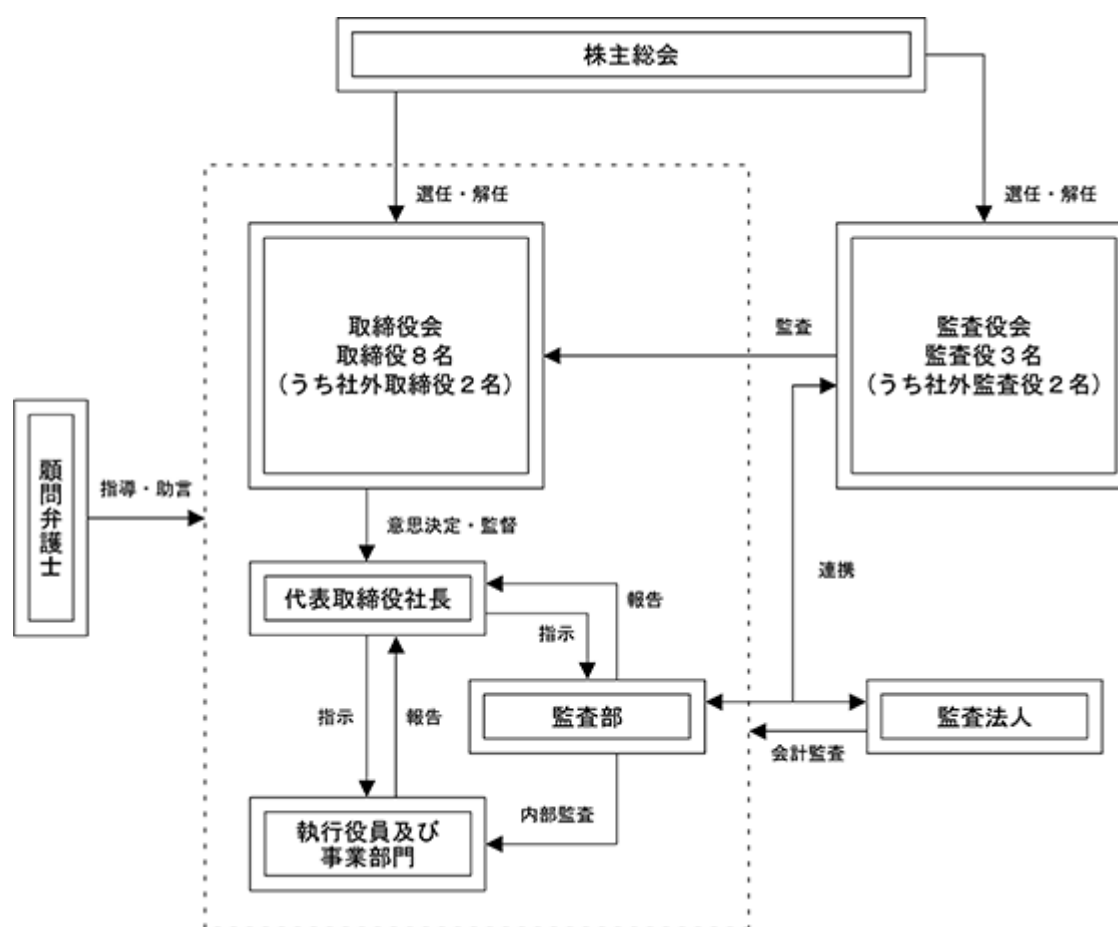 株主総会
選任・解任
選任・解任
取締役会
取締役８名
(うち社外取締役２名)
監査
監査役会
監査役３名
(うち社外監査役２名)
顧問弁護士
指導・助言
意思決定・監督
連携
代表取締役社長
報告
指示
指示
報告
監査部
監査法人
会計監査
内部監査
執行役員及び
事業部門